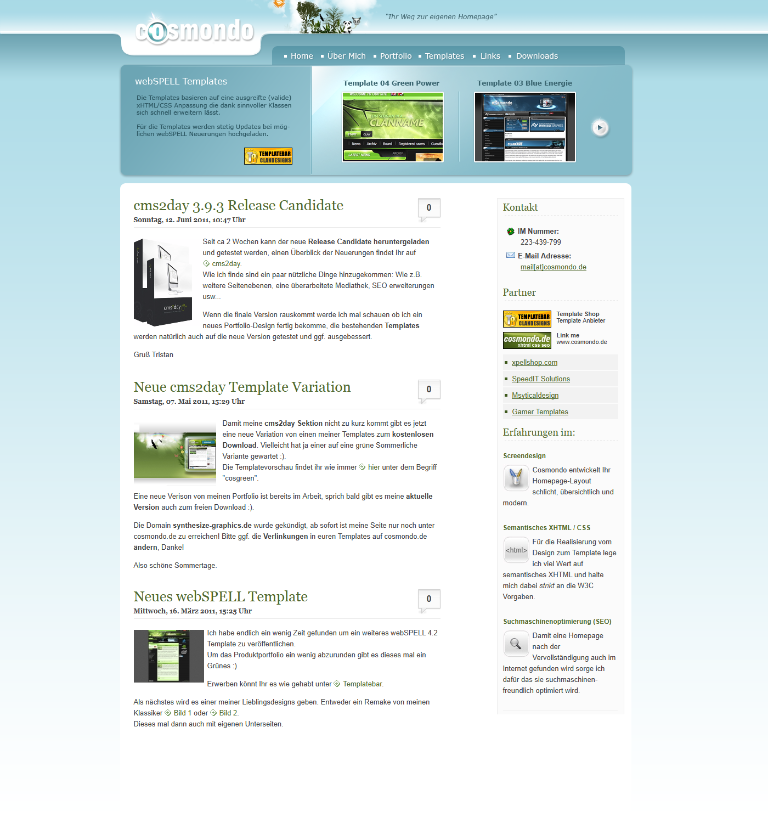 cosmondo
"Ihr Weg zur eigenen Homepage"
Home
Über Mich
Portfolio
Templates
Links
Downloads
webSPELL Templates
Die Templates basieren auf eine ausgreifte (valide)
xHTML/CSS Anpassung die dank sinnvoller Klassen
sich schnell erweitern lässt.
Für die Templates werden stätig Updates bei mög-
lichen webSPELL Neuerungen hochgeladen.
TEMPLATEBAR
CLANDESIGNS
Template 04 Green Power
CLANNAME
Template 03 Blue Energie
cms2day 3.9.3 Release Candidate
0
Sonntag, 12. Juni 2011, 10:47 Uhr
Seit ca 2 Wochen kann der neue Release Candidate heruntergeladen
und getestet werden, einen Überblick der Neuerungen findet Ihr auf
cms2day.
Wie ich finde sind ein paar nützliche Dinge hinzugekommen: Wie z.B.
weitere Seitenebenen, eine überarbeitete Mediathek, SEO erweiterungen
usw...
Wenn die finale Version rauskommt werde ich mal schauen ob ich ein
neues Portfolio-Design fertig bekomme, die bestehenden Templates
werden natürlich auch auf die neue Version getestet und ggf. ausgebessert.
Gruß Tristan
Neue cms2day Template Variation
0
Samstag, 07. Mai 2011, 15:29 Uhr
Damit meine cms2day Sektion nicht zu kurz kommt gibt es jetzt
eine neue Variation von einen meiner Templates zum kostenlosen
Download. Vielleicht hat ja einer auf eine grüne Sommerliche
Variante gewartet :).
Die Templatevorschau findet ihr wie immer hier unter dem Begriff
"cosgreen".
Eine neue Verison von meinen Portfolio ist bereits im Arbeit, sprich bald gibt es meine aktuelle
Version auch zum freien Download :).
Die Domain synthesize-graphics.de wurde gekündigt, ab sofort ist meine Seite nur noch unter
cosmondo.de zu erreichen! Bitte ggf. die Verlinkungen in euren Templates auf cosmondo.de
ändern, Danke!
Also schöne Sommertage.
Neues webSPELL Template
0
Mittwoch, 16. März 2011, 15:25 Uhr
Ich habe endlich ein wenig Zeit gefunden um ein weiteres webSPELL 4.2
Template zu veröffentlichen.
Um das Produktportfolio ein wenig abzurunden gibt es dieses mal ein
Grünes :)
Erwerben könnt Ihr es wie gehabt unter Templatebar.
Als nächstes wird es einer meiner Lieblingsdesigns geben. Entweder ein Remake von meinen
Klassiker Bild 1 oder Bild 2.
Dieses mal dann auch mit eigenen Unterseiten.
Kontakt
IM Nummer:
223-439-799
E-Mail Adresse:
mail[at]cosmondo.de
Partner
TEMPLATEBAR
CLANDESIGNS
Template Shop
Template Anbieter
cosmondo.de
xhtml css seo
Link me
www.cosmondo.de
xpellshop.com
SpeedIT Solutions
Msyticaldesign
Gamer Templates
Erfahrungen im:
Screendesign
Cosmondo entwickelt Ihr
Homepage-Layout
schlicht, übersichtlich und
modern.
Semantisches XHTML / CSS
<html>
Für die Realisierung vom
Design zum Template lege
ich viel Wert auf
semantisches XHTML und halte
mich dabei strikt an die W3C
Vorgaben.
Suchmaschinenoptimierung (SEO)
Damit eine Homepage
nach der
Vervollständigung auch im
Internet gefunden wird sorge ich
dafür das sie suchmaschinen-
freundlich optimiert wird.